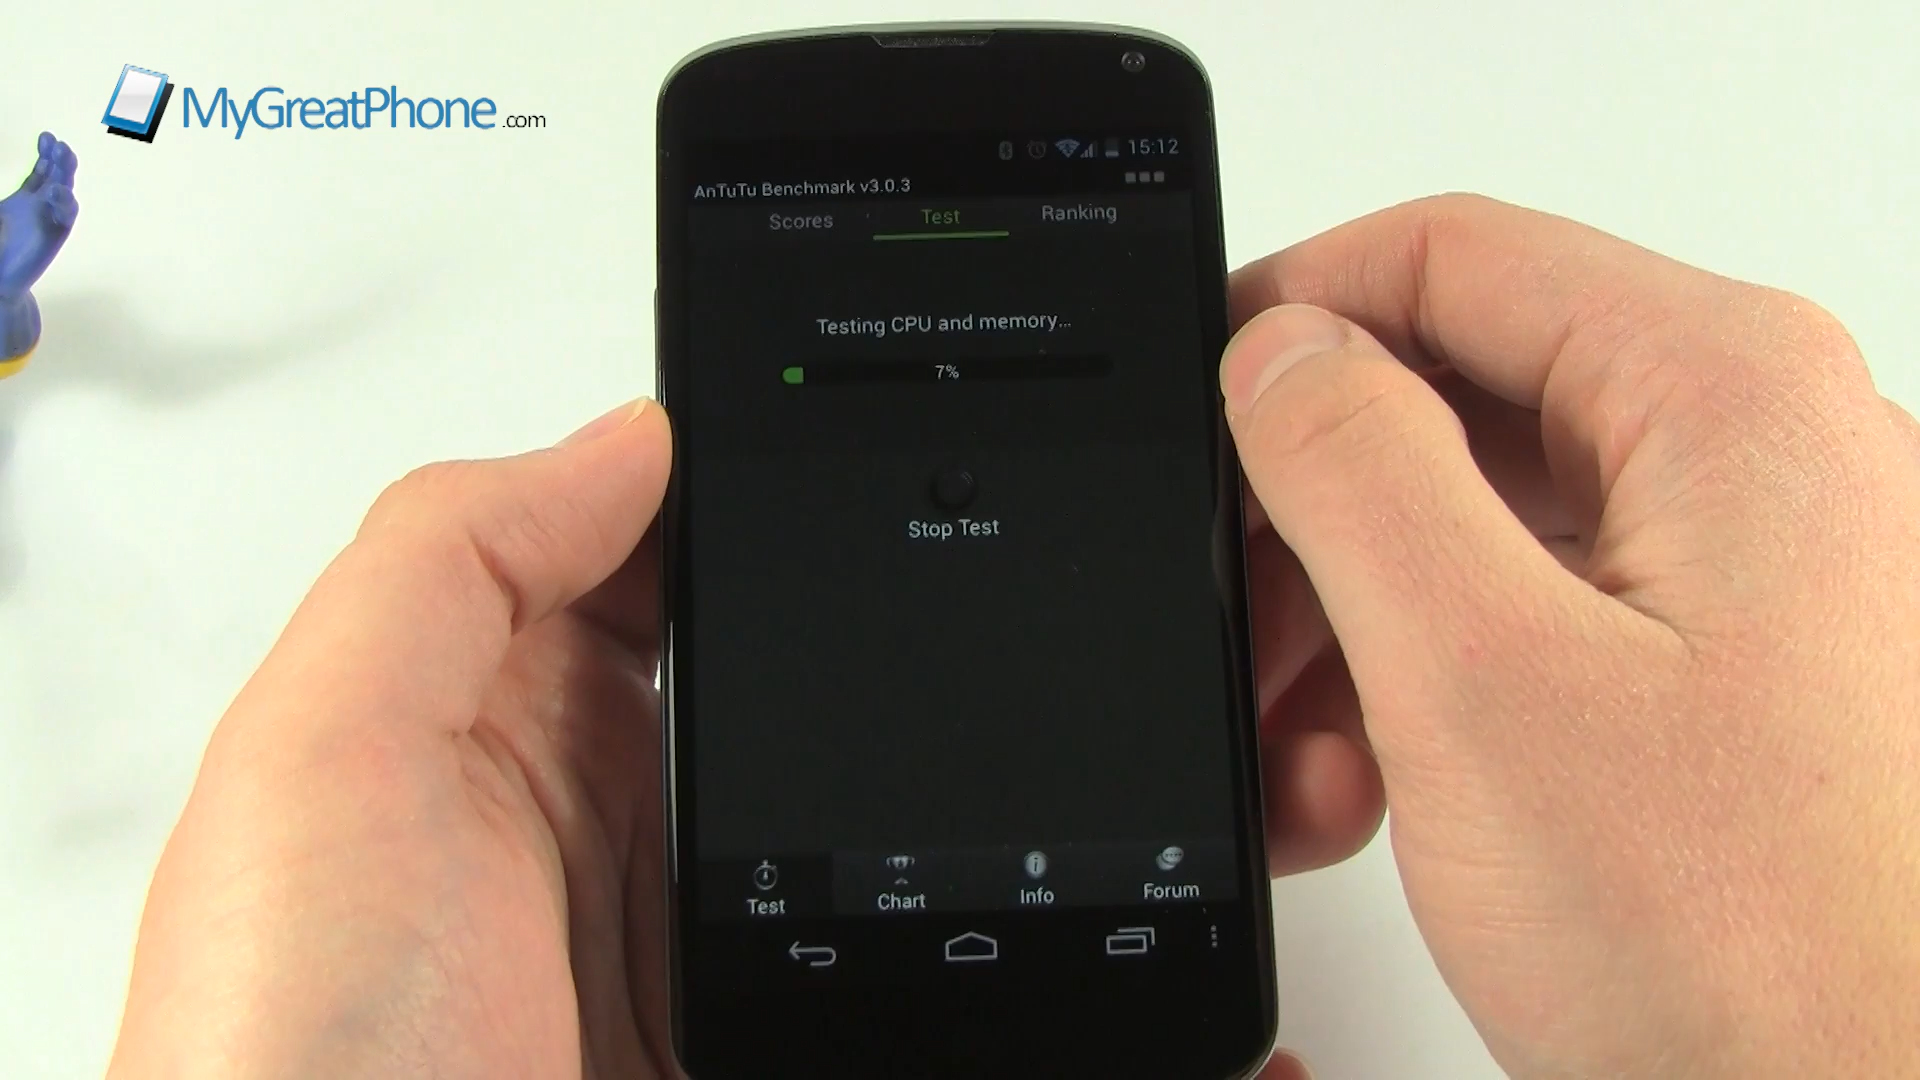 MyGreatPhone.com
15:12
AnTuTu Benchmark v3.0.3
Scores Test Ranking
Testing CPU and memory...
7%
Stop Test
Test Chart Info Forum